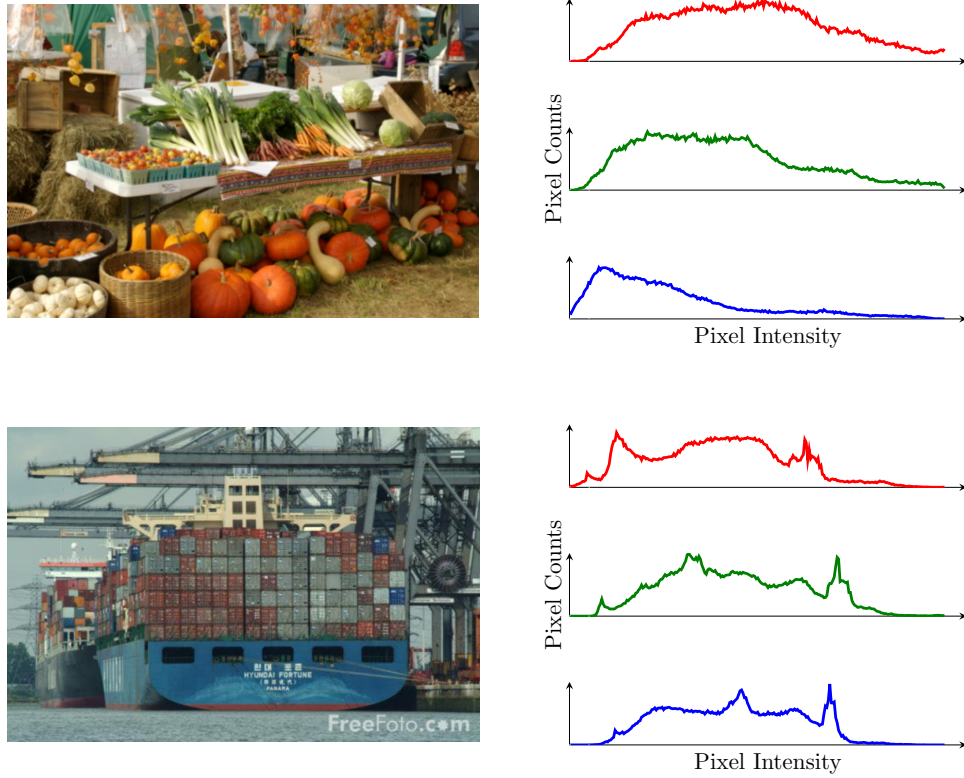 Pixel Counts
Pixel Intensity
HYUNDAI FORTUNE
PANAMA
FreeFoto.com
Pixel Counts
Pixel Intensity